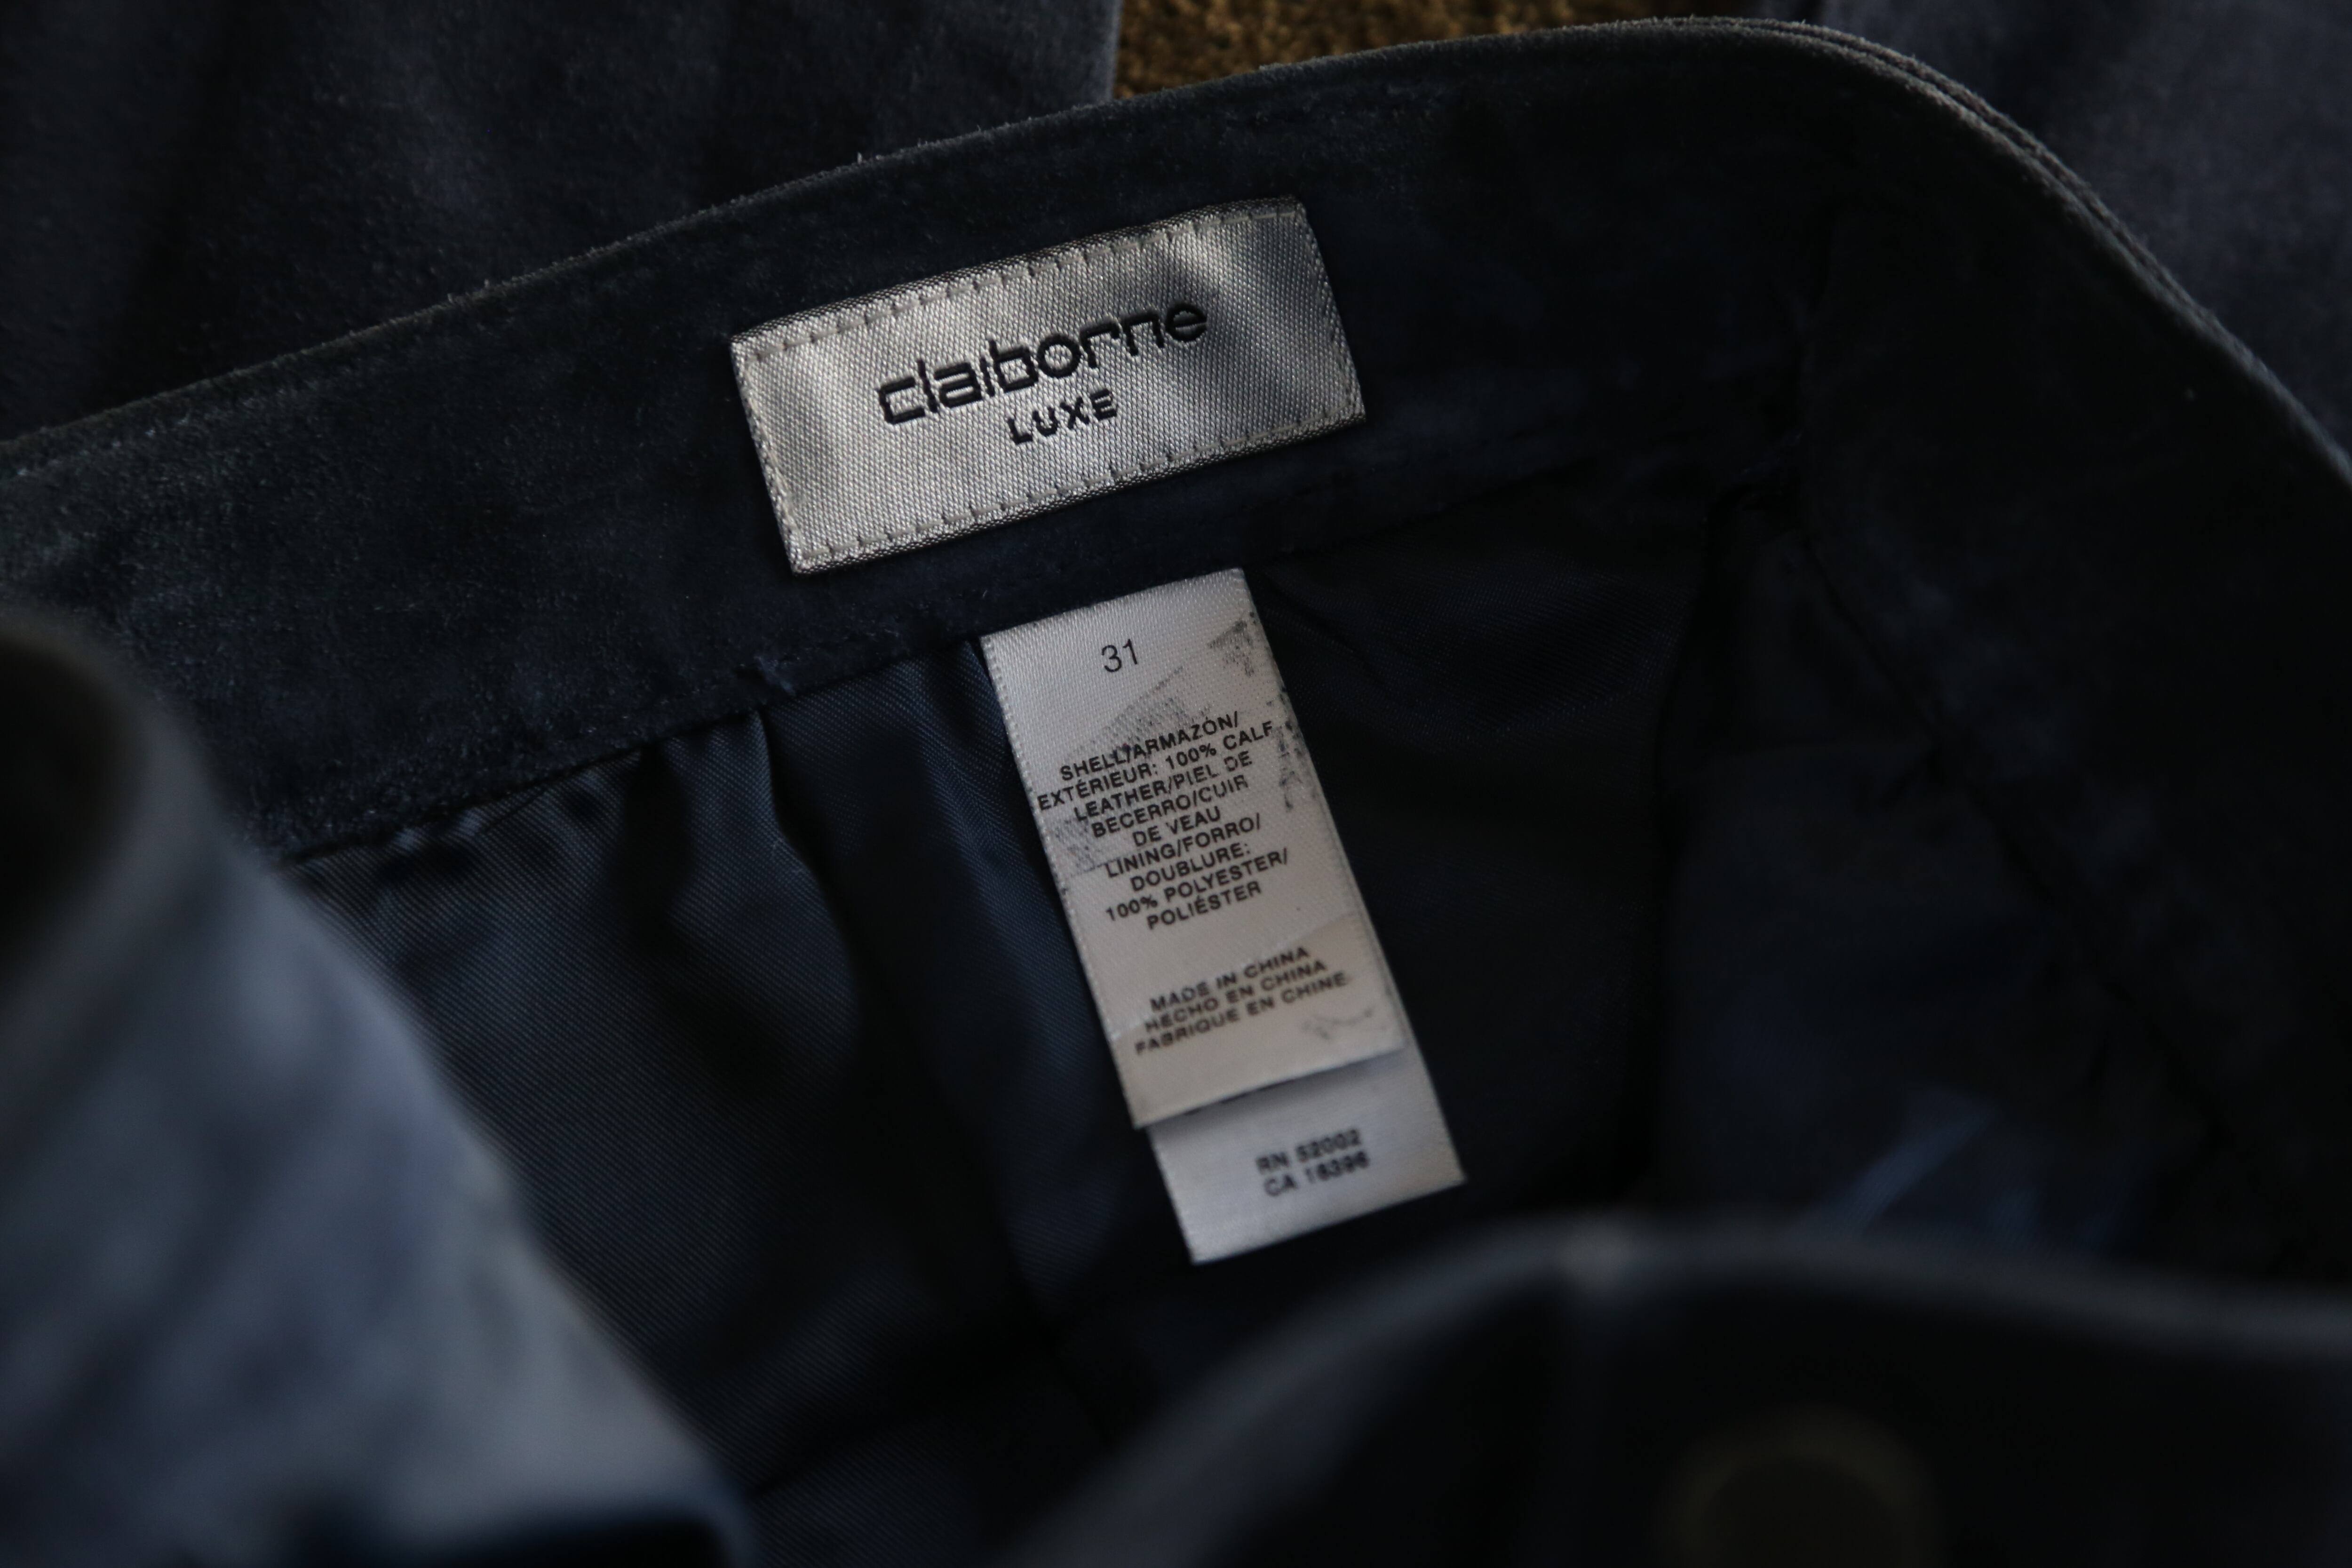 claiborne
LUXE
31
SHELL/ARMAZÓN/
EXTÉRIEUR: 100% CALF
LEATHER/PIEL DE
BECERRO/CUIR
DE VEAU
LINING/FORRO/
DOUBLURE:
100% POLYESTER/
POLIÉSTER
MADE IN CHINA
HECHO EN CHINA
FABRIQUE EN CHINE
RN 52002
CA 16396